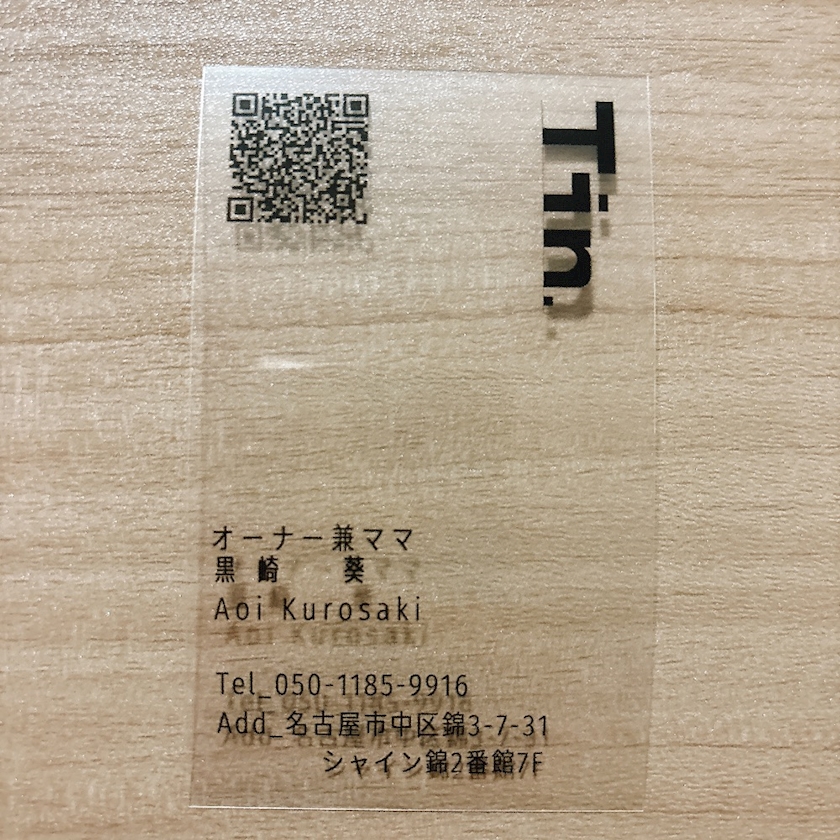 Tin.
オーナー兼ママ
黒崎 葵
Aoi Kurosaki
Tel_050-1185-9916
Add_名古屋市中区錦3-7-31
シャイン錦2番館7F